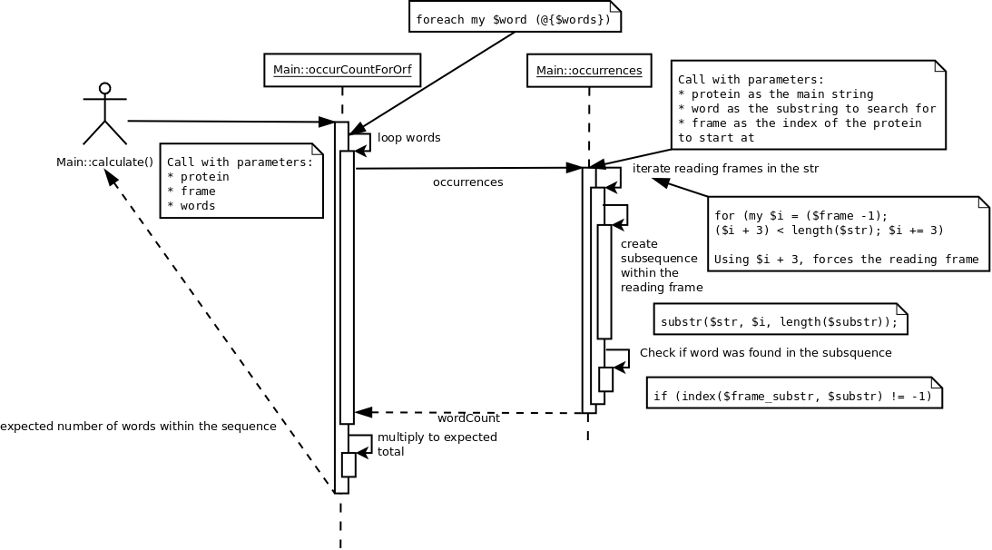 foreach my $word (@{$words})
Main::occurCountForOrf
Main::occurrences
Call with parameters:
* protein as the main string
* word as the substring to search for
* frame as the index of the protein
to start at
loop words
Main::calculate()
Call with parameters:
* protein
* frame
* words
occurrences
iterate reading frames in the str
for (my $i = ($frame -1);
($i + 3) < length($str); $i += 3)
Using $i + 3, forces the reading frame
create
subsequence
within the
reading frame
substr($str, $i, length($substr));
Check if word was found in the subsquence
if (index($frame_substr, $substr) != -1)
wordCount
expected number of words within the sequence
multiply to expected
total